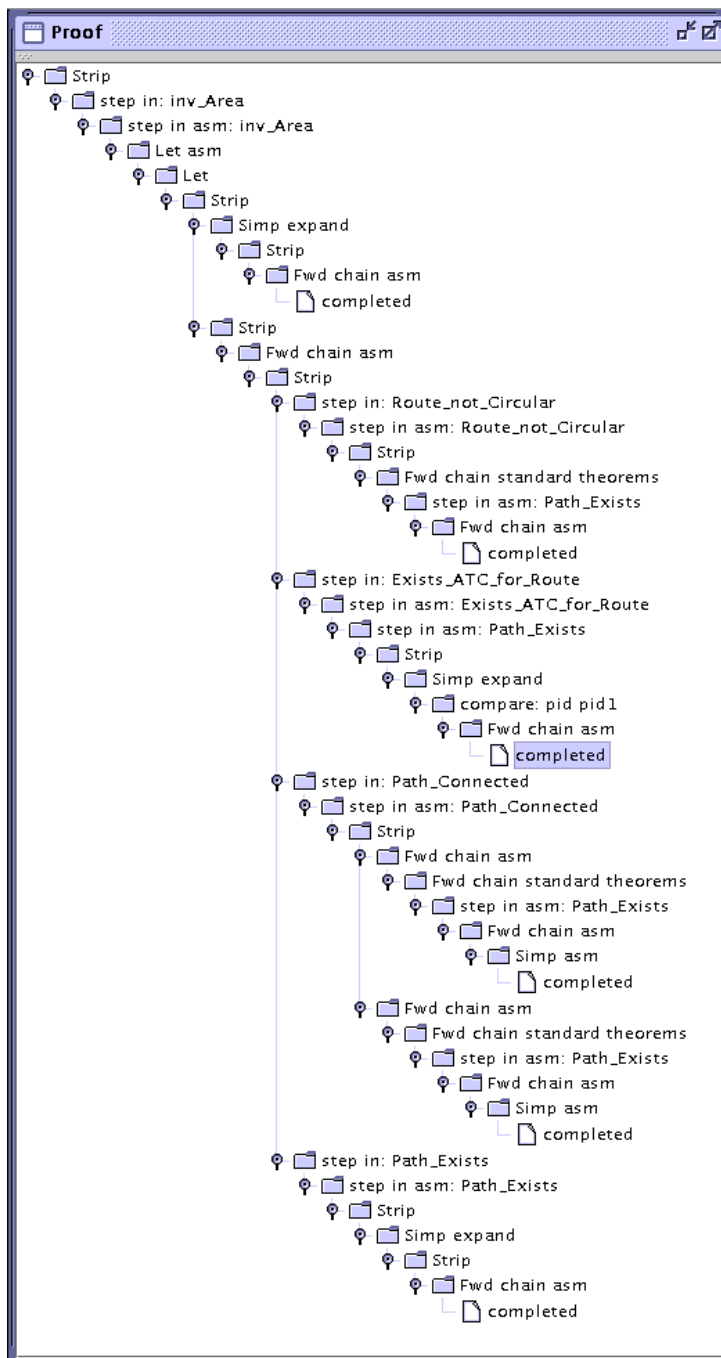 Proof
Strip
step in: inv_Area
step in asm: inv_Area
Let asm
Let
Strip
Simp expand
Strip
Fwd chain asm
completed
Strip
Fwd chain asm
Strip
step in: Route_not_Circular
step in asm: Route_not_Circular
Strip
Fwd chain standard theorems
step in asm: Path_Exists
Fwd chain asm
completed
step in: Exists_ATC_for_Route
step in asm: Exists_ATC_for_Route
step in asm: Path_Exists
Strip
Simp expand
compare: pid pid1
Fwd chain asm
completed
step in: Path_Connected
step in asm: Path_Connected
Strip
Fwd chain asm
Fwd chain standard theorems
step in asm: Path_Exists
Fwd chain asm
Simp asm
completed
Fwd chain asm
Fwd chain standard theorems
step in asm: Path_Exists
Fwd chain asm
Simp asm
completed
step in: Path_Exists
step in asm: Path_Exists
Strip
Simp expand
Strip
Fwd chain asm
completed